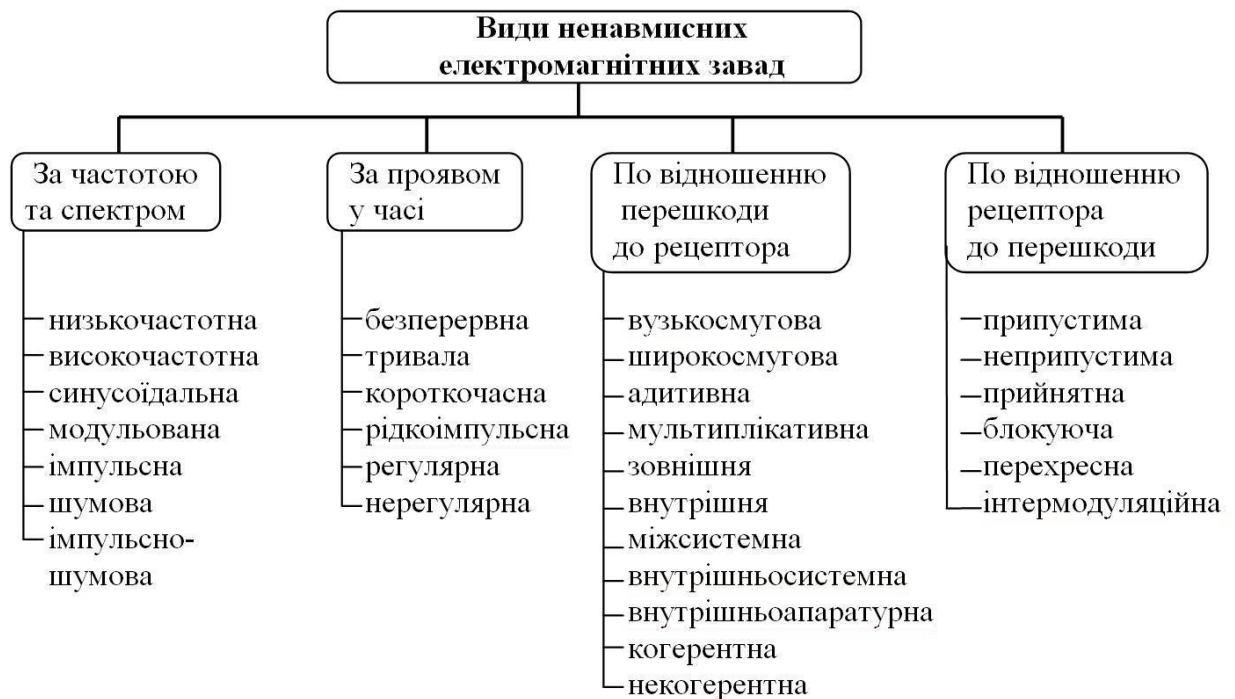 Види ненавмисних
електромагнітних завад
За частотою
та спектром
низькочастотна
високочастотна
синусоїдальна
модульована
імпульсна
шумова
імпульсно-
шумова
За проявом
у часі
безперервна
тривала
короткочасна
рідкоімпульсна
регулярна
нерегулярна
По відношенню
перешкоди
до рецептора
вузькосмугова
широкосмугова
адитивна
мультиплікативна
зовнішня
внутрішня
міжсистемна
внутрішньосистемна
внутрішньоапаратурна
когерентна
некогерентна
По відношенню
рецептора
до перешкоди
припустима
неприпустима
прийнятна
блокуюча
перехресна
інтермодуляційна